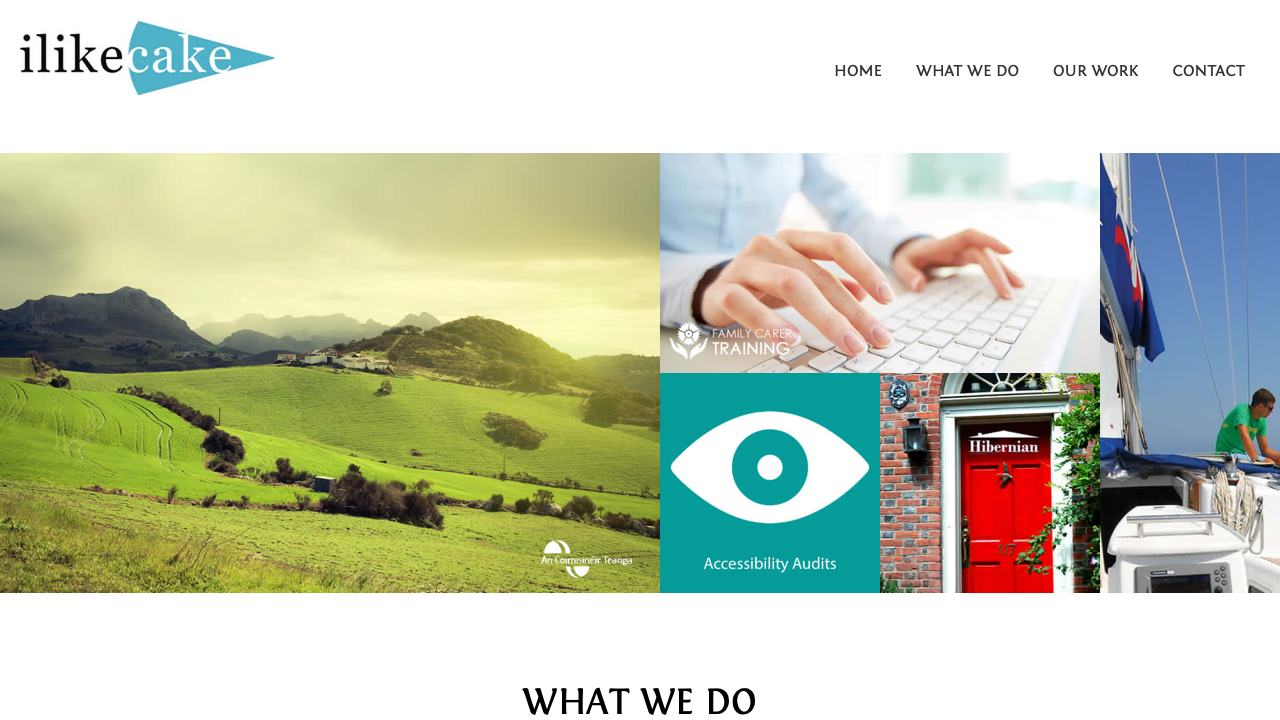 ilikecake
HOME
WHAT WE DO
OUR WORK
CONTACT
FAMILY CARER
TRAINING
Hibernian
117
An Coimisinéir Teanga
Accessibility Audits
WHAT WE DO